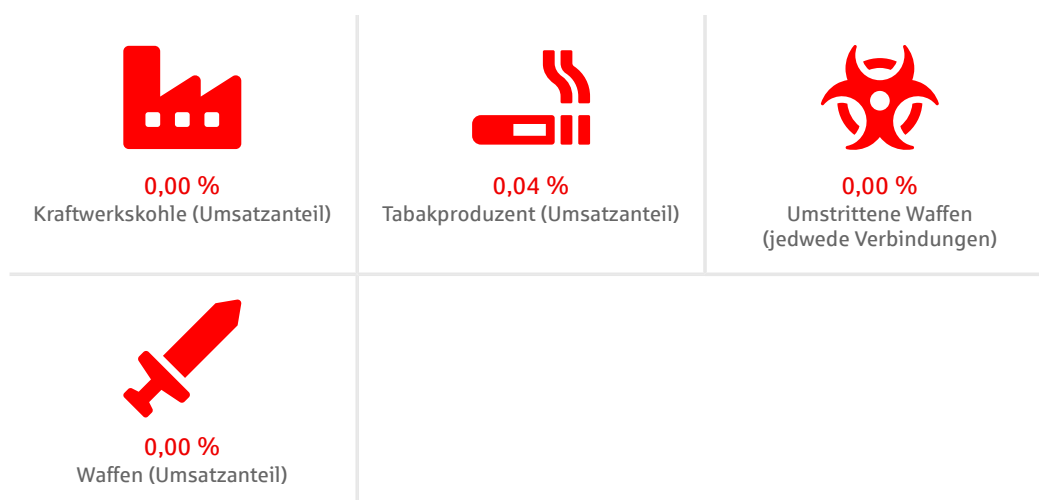 0,00 %
Kraftwerkskohle (Umsatzanteil)
0,04 %
Tabakproduzent (Umsatzanteil)
0,00 %
Umstrittene Waffen
(jedwede Verbindungen)
0,00 %
Waffen (Umsatzanteil)